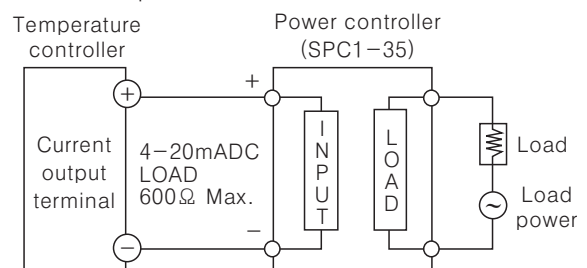 Temperature
controller
Power controller
(SPC1-35)
+
+
Current
output
terminal
4-20mADC
LOAD
600Ω Max.
INPUT
LOAD
Load
~
Load
power
−
−